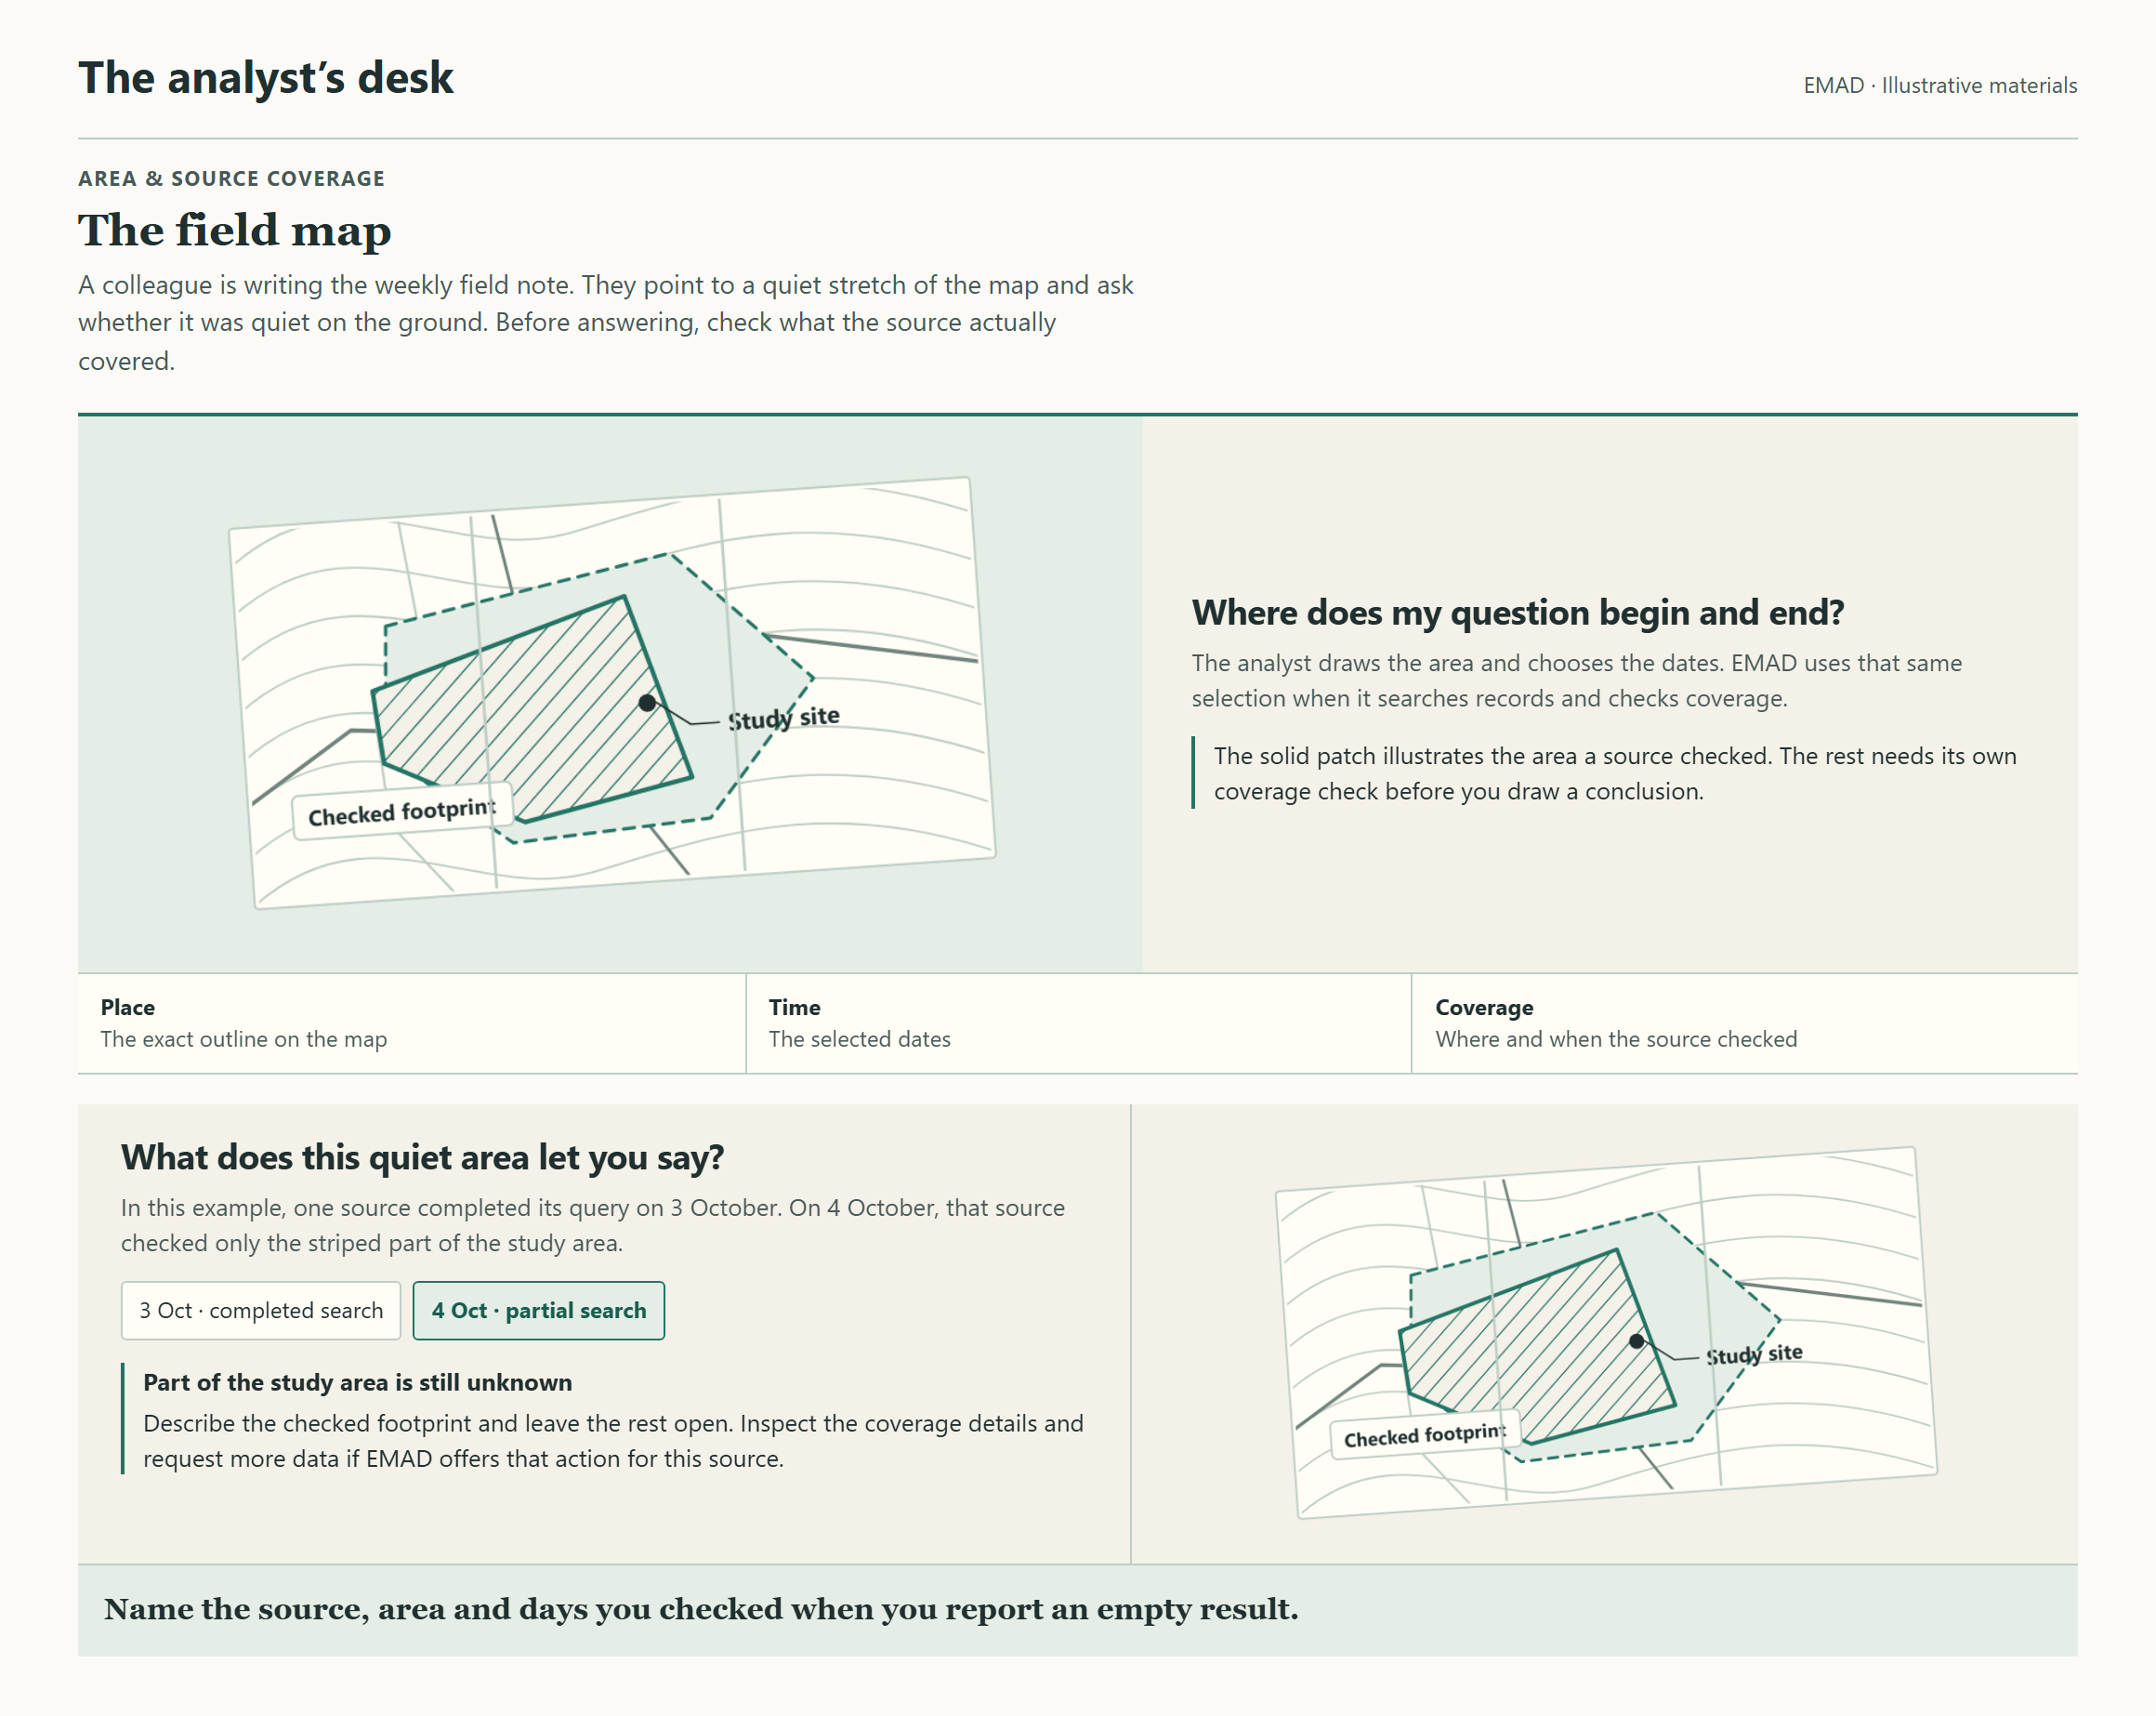 The analyst’s desk
EMAD · Illustrative materials
AREA & SOURCE COVERAGE
The field map
A colleague is writing the weekly field note. They point to a quiet stretch of the map and ask
whether it was quiet on the ground. Before answering, check what the source actually
covered.
Study site
Checked footprint
Where does my question begin and end?
The analyst draws the area and chooses the dates. EMAD uses that same
selection when it searches records and checks coverage.
The solid patch illustrates the area a source checked. The rest needs its own
coverage check before you draw a conclusion.
Place
The exact outline on the map
Time
The selected dates
Coverage
Where and when the source checked
What does this quiet area let you say?
In this example, one source completed its query on 3 October. On 4 October, that source
checked only the striped part of the study area.
3 Oct · completed search
4 Oct · partial search
Part of the study area is still unknown
Describe the checked footprint and leave the rest open. Inspect the coverage details and
request more data if EMAD offers that action for this source.
Study site
Checked footprint
Name the source, area and days you checked when you report an empty result.